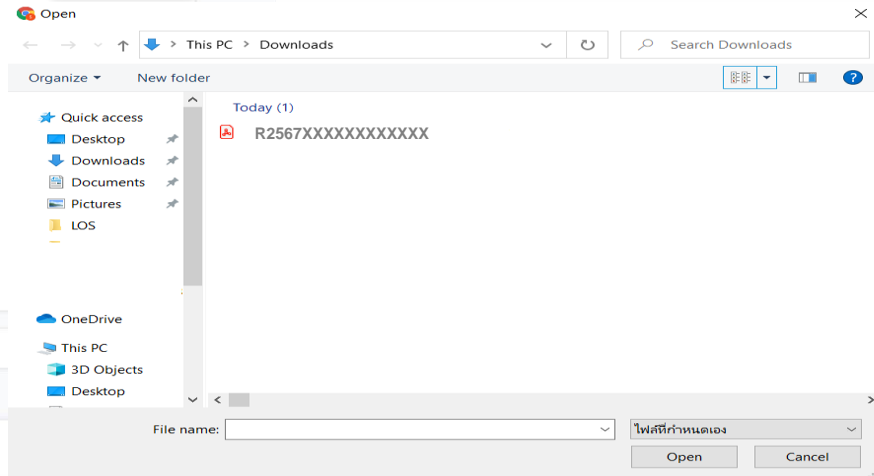 Open
This PC > Downloads
Search Downloads
Organize
New folder
Quick access
Desktop
Downloads
Documents
Pictures
LOS
OneDrive
This PC
3D Objects
Desktop
Today (1)
R2567XXXXXXXXXXXX
File name:
ไฟล์ที่กำหนดเอง
Open
Cancel